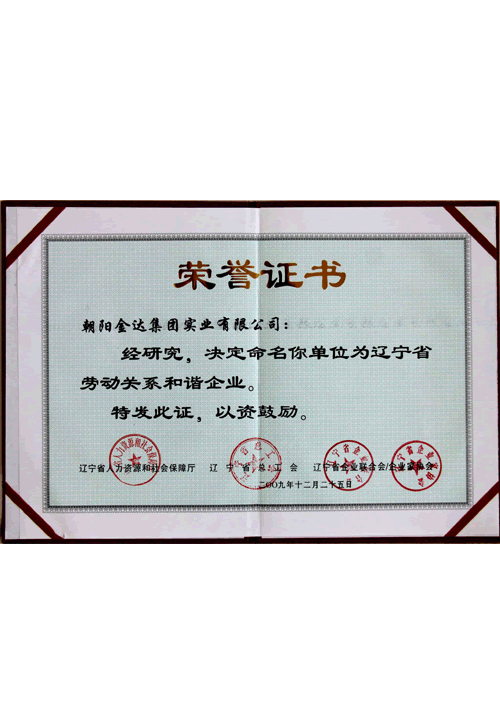 荣誉证书
朝阳金达集团实业有限公司：
经研究，决定命名你单位为辽宁省
劳动关系和谐企业。
特发此证，以资鼓励。
辽宁省人力资源和社会保障厅 辽宁省总工会 辽宁省企业联合会/企业家协会
二〇〇九年十二月二十五日